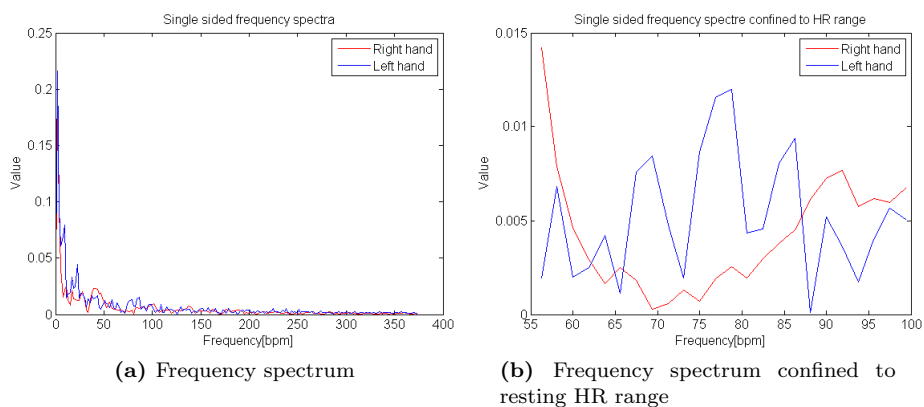 Single sided frequency spectra
0.25
0.2
0.15
0.1
0.05
0
Value
0 50 100 150 200 250 300 350 400
Frequency[bpm]
Right hand
Left hand
(a) Frequency spectrum
Single sided frequency spectre confined to HR range
0.015
0.01
0.005
0
Value
55 60 65 70 75 80 85 90 95 100
Frequency[bpm]
Right hand
Left hand
(b) Frequency spectrum confined to
resting HR range